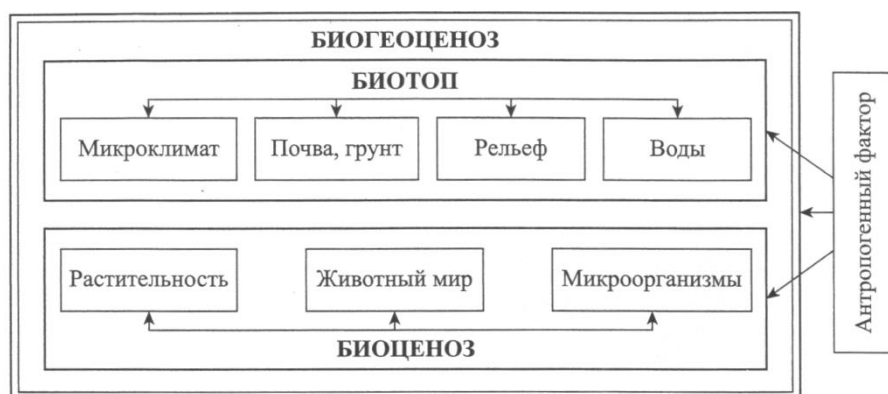 БИОГЕОЦЕНОЗ
БИОТОП
Микроклимат
Почва, грунт
Рельеф
Воды
Растительность
Животный мир
Микроорганизмы
БИОЦЕНОЗ
Антропогенный фактор